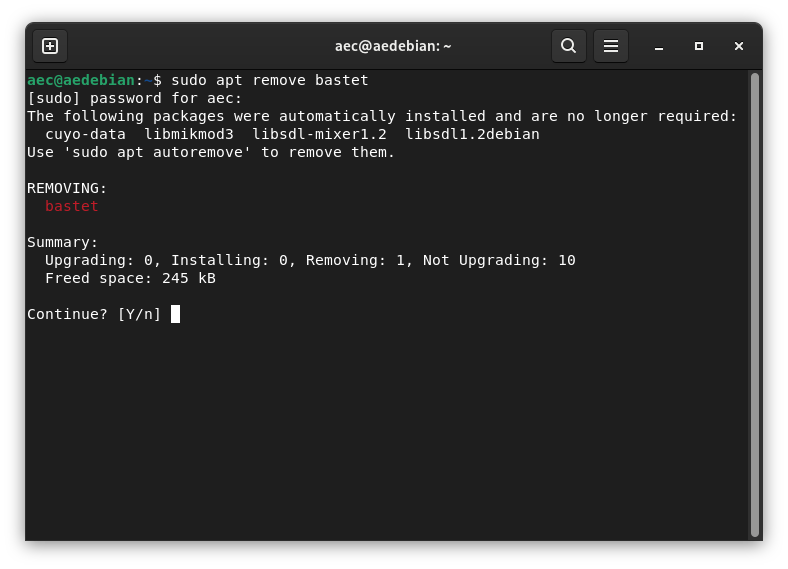 aec@aedebian: ~
aec@aedebian:~$ sudo apt remove bastet
[sudo] password for aec:
The following packages were automatically installed and are no longer required:
  cuyo-data  libmikmod3  libsdl-mixer1.2  libsdl1.2debian
Use 'sudo apt autoremove' to remove them.

REMOVING:
  bastet

Summary:
  Upgrading: 0, Installing: 0, Removing: 1, Not Upgrading: 10
  Freed space: 245 kB

Continue? [Y/n]